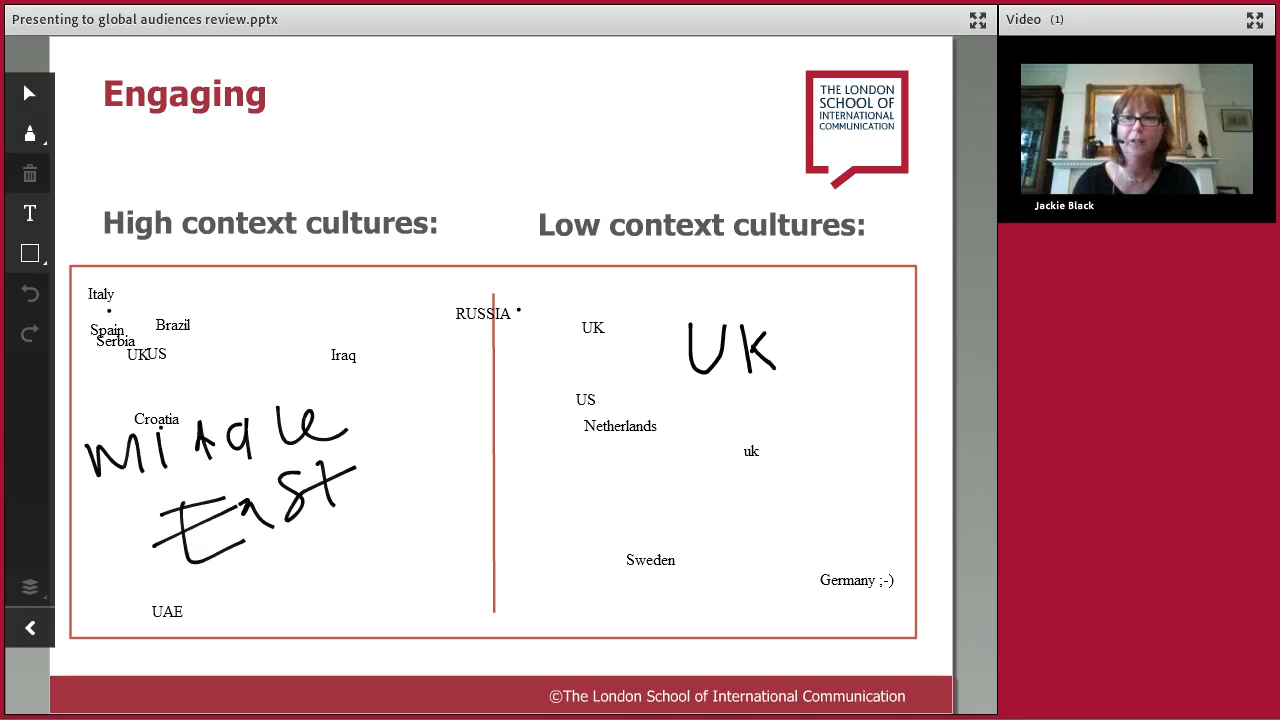 Presenting to global audiences review.pptx
Video (1)
Engaging
THE LONDON
SCHOOL OF
INTERNATIONAL
COMMUNICATION
Jackie Black
T
High context cultures:
Low context cultures:
Italy
Spain
Brazil
Serbia
UK
US
Iraq
Croatia
Middle
East
UAE
RUSSIA
UK
UK
US
Netherlands
uk
Sweden
Germany ;-)
©The London School of International Communication